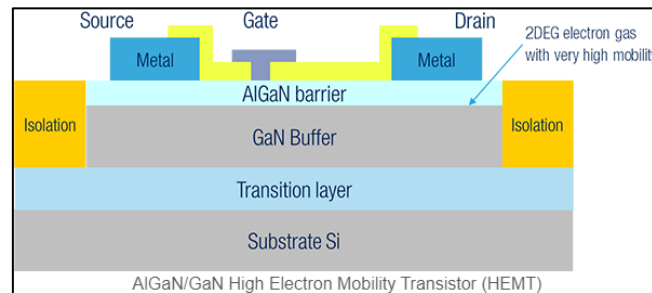 Source Gate Drain
2DEG electron gas
with very high mobility
Metal Metal
AlGaN barrier
Isolation GaN Buffer Isolation
Transition layer
Substrate Si
AlGaN/GaN High Electron Mobility Transistor (HEMT)